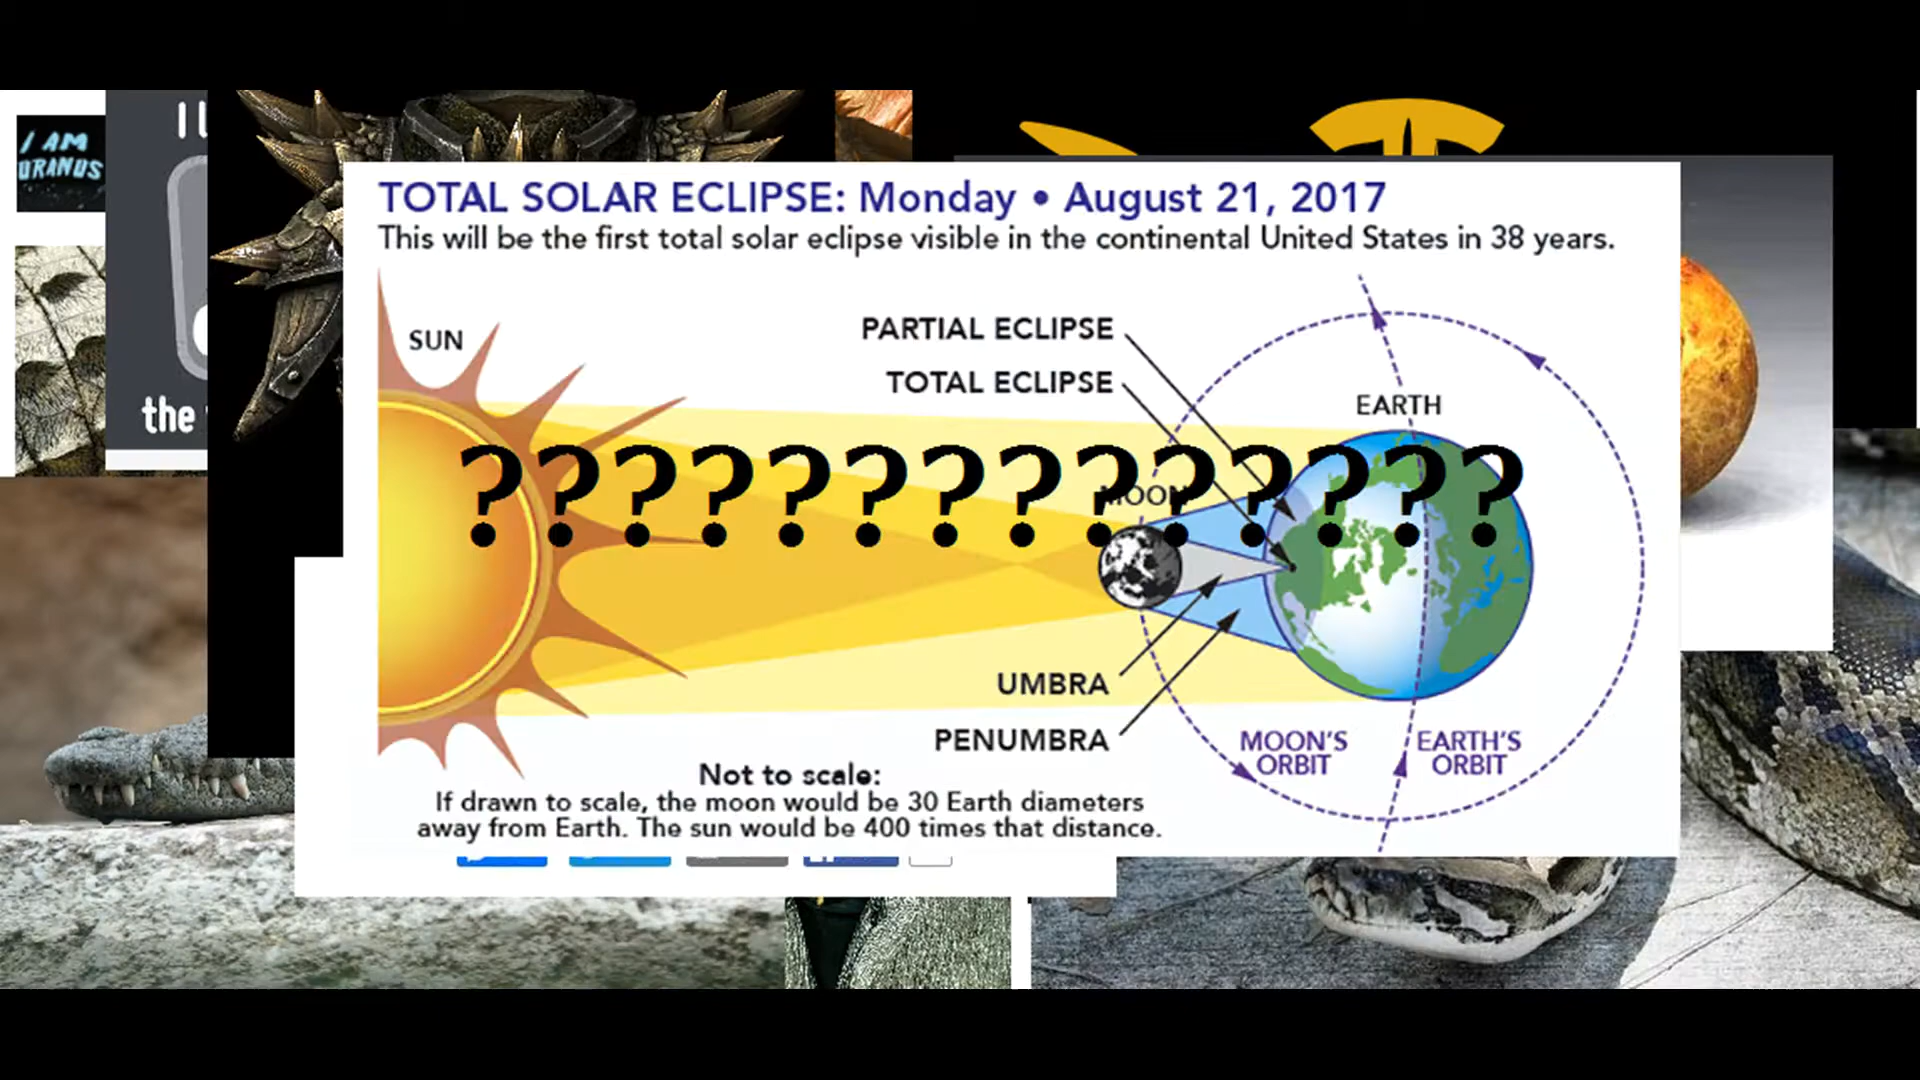 I AM
URANUS
the
TOTAL SOLAR ECLIPSE: Monday • August 21, 2017
This will be the first total solar eclipse visible in the continental United States in 38 years.
SUN
PARTIAL ECLIPSE
TOTAL ECLIPSE
EARTH
??????????????
MOON
UMBRA
PENUMBRA
MOON'S
ORBIT
EARTH'S
ORBIT
Not to scale:
If drawn to scale, the moon would be 30 Earth diameters
away from Earth. The sun would be 400 times that distance.